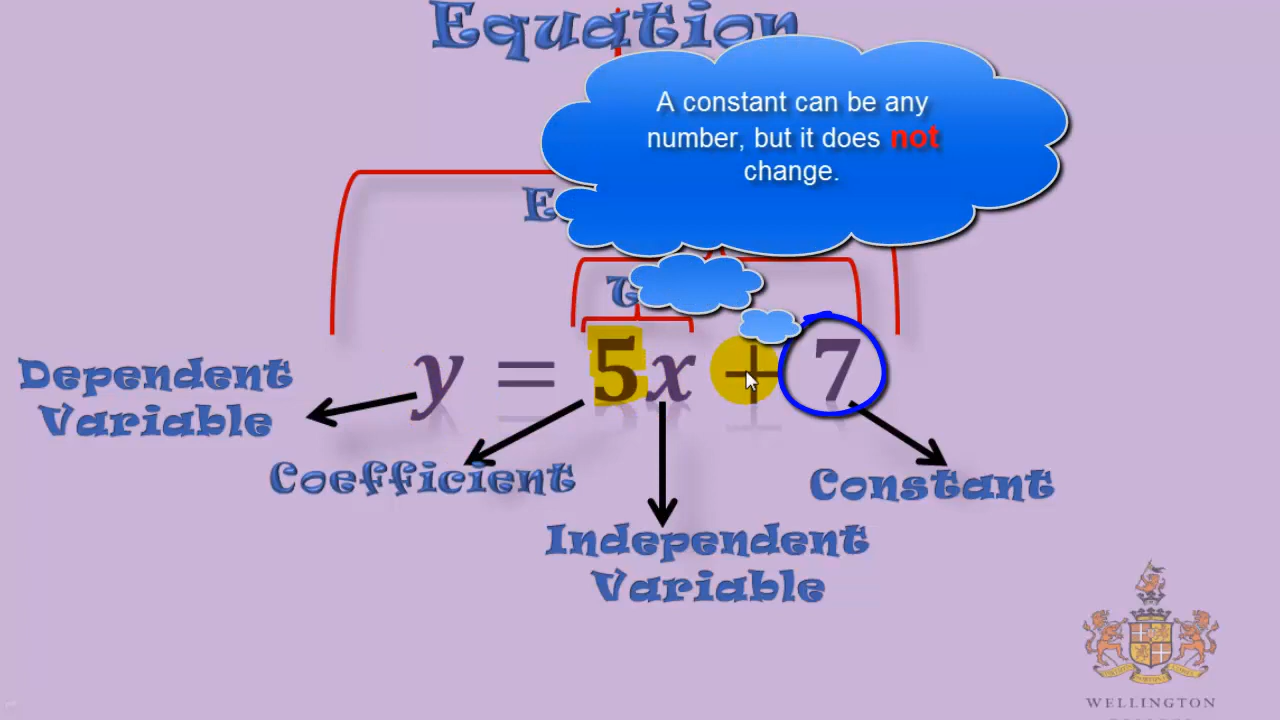 Equation
A constant can be any
number, but it does not
change.
y = 5x + 7
Dependent
Variable
Coefficient
Constant
Independent
Variable
WELLINGTON